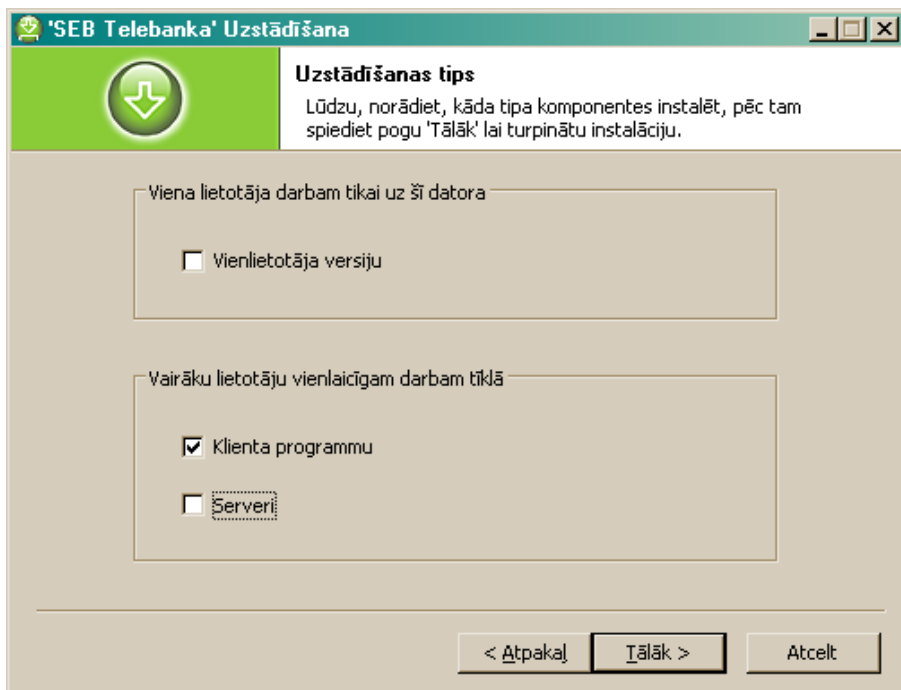 'SEB Telebanka' Uzstādīšana
Uzstādīšanas tips
Lūdzu, norādiet, kāda tipa komponentes instalēt, pēc tam
spiediet pogu 'Tālāk' lai turpinātu instalāciju.
Viena lietotāja darbam tikai uz šī datora
Vienlietotāja versiju
Vairāku lietotāju vienlaicīgam darbam tīklā
Klienta programmu
Serveri
< Atpakaļ
Tālāk >
Atcelt